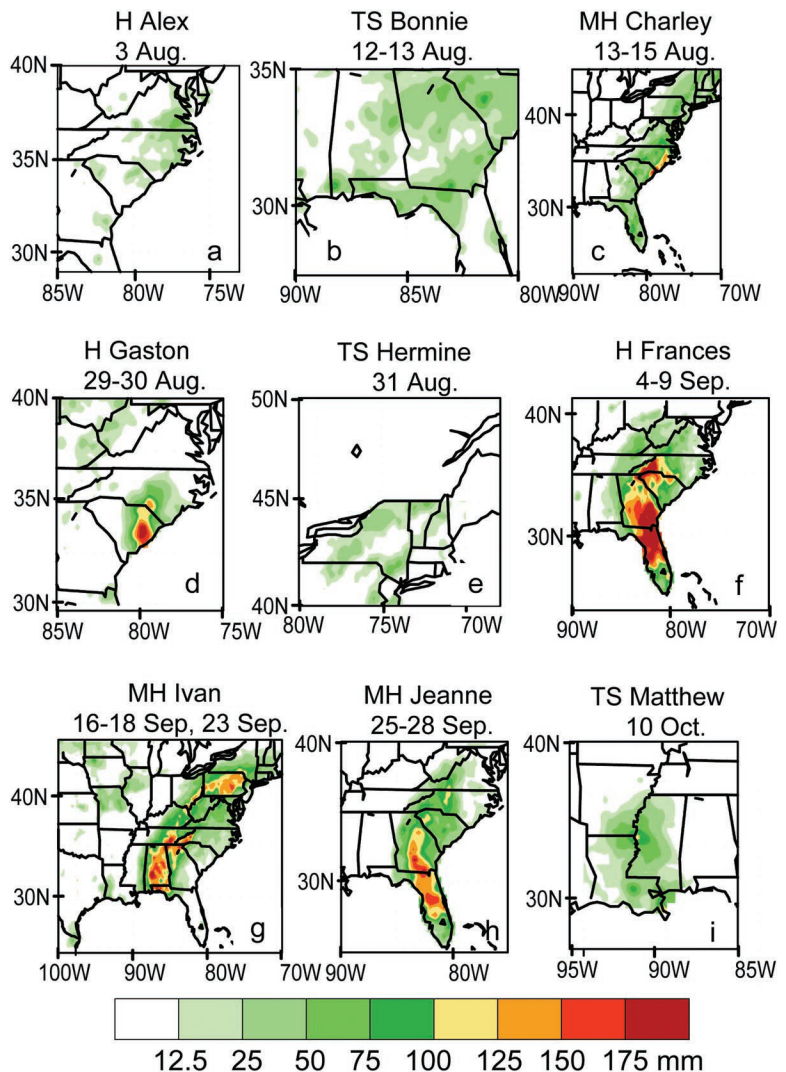 H Alex
3 Aug.
TS Bonnie
12-13 Aug.
MH Charley
13-15 Aug.
40N
35N
30N
85W
80W
75W
a
35N
30N
90W
85W
80W
b
40N
30N
90W
80W
70W
c
H Gaston
29-30 Aug.
TS Hermine
31 Aug.
H Frances
4-9 Sep.
40N
35N
30N
85W
80W
75W
d
50N
45N
40N
80W
75W
70W
e
40N
30N
90W
80W
70W
f
MH Ivan
16-18 Sep, 23 Sep.
MH Jeanne
25-28 Sep.
TS Matthew
10 Oct.
40N
30N
100W
90W
80W
70W
g
40N
30N
90W
80W
h
40N
35N
30N
95W
90W
85W
i
12.5 25 50 75 100 125 150 175 mm